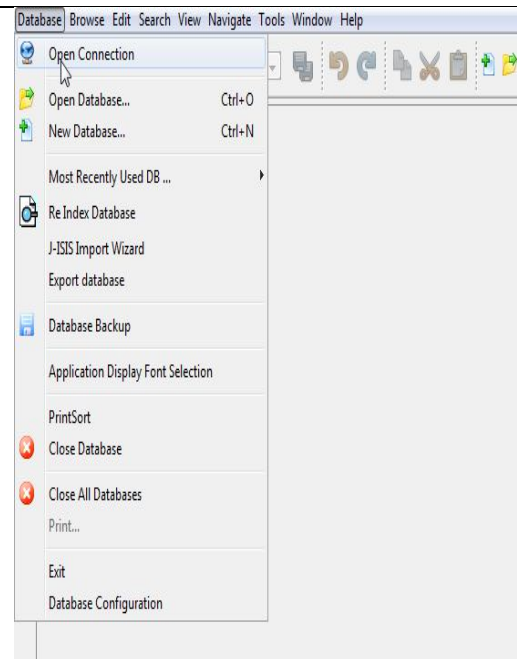 Database Browse Edit Search View Navigate Tools Window Help
Open Connection
Open Database... Ctrl+O
New Database... Ctrl+N
Most Recently Used DB ...
Re Index Database
J-ISIS Import Wizard
Export database
Database Backup
Application Display Font Selection
PrintSort
Close Database
Close All Databases
Print...
Exit
Database Configuration